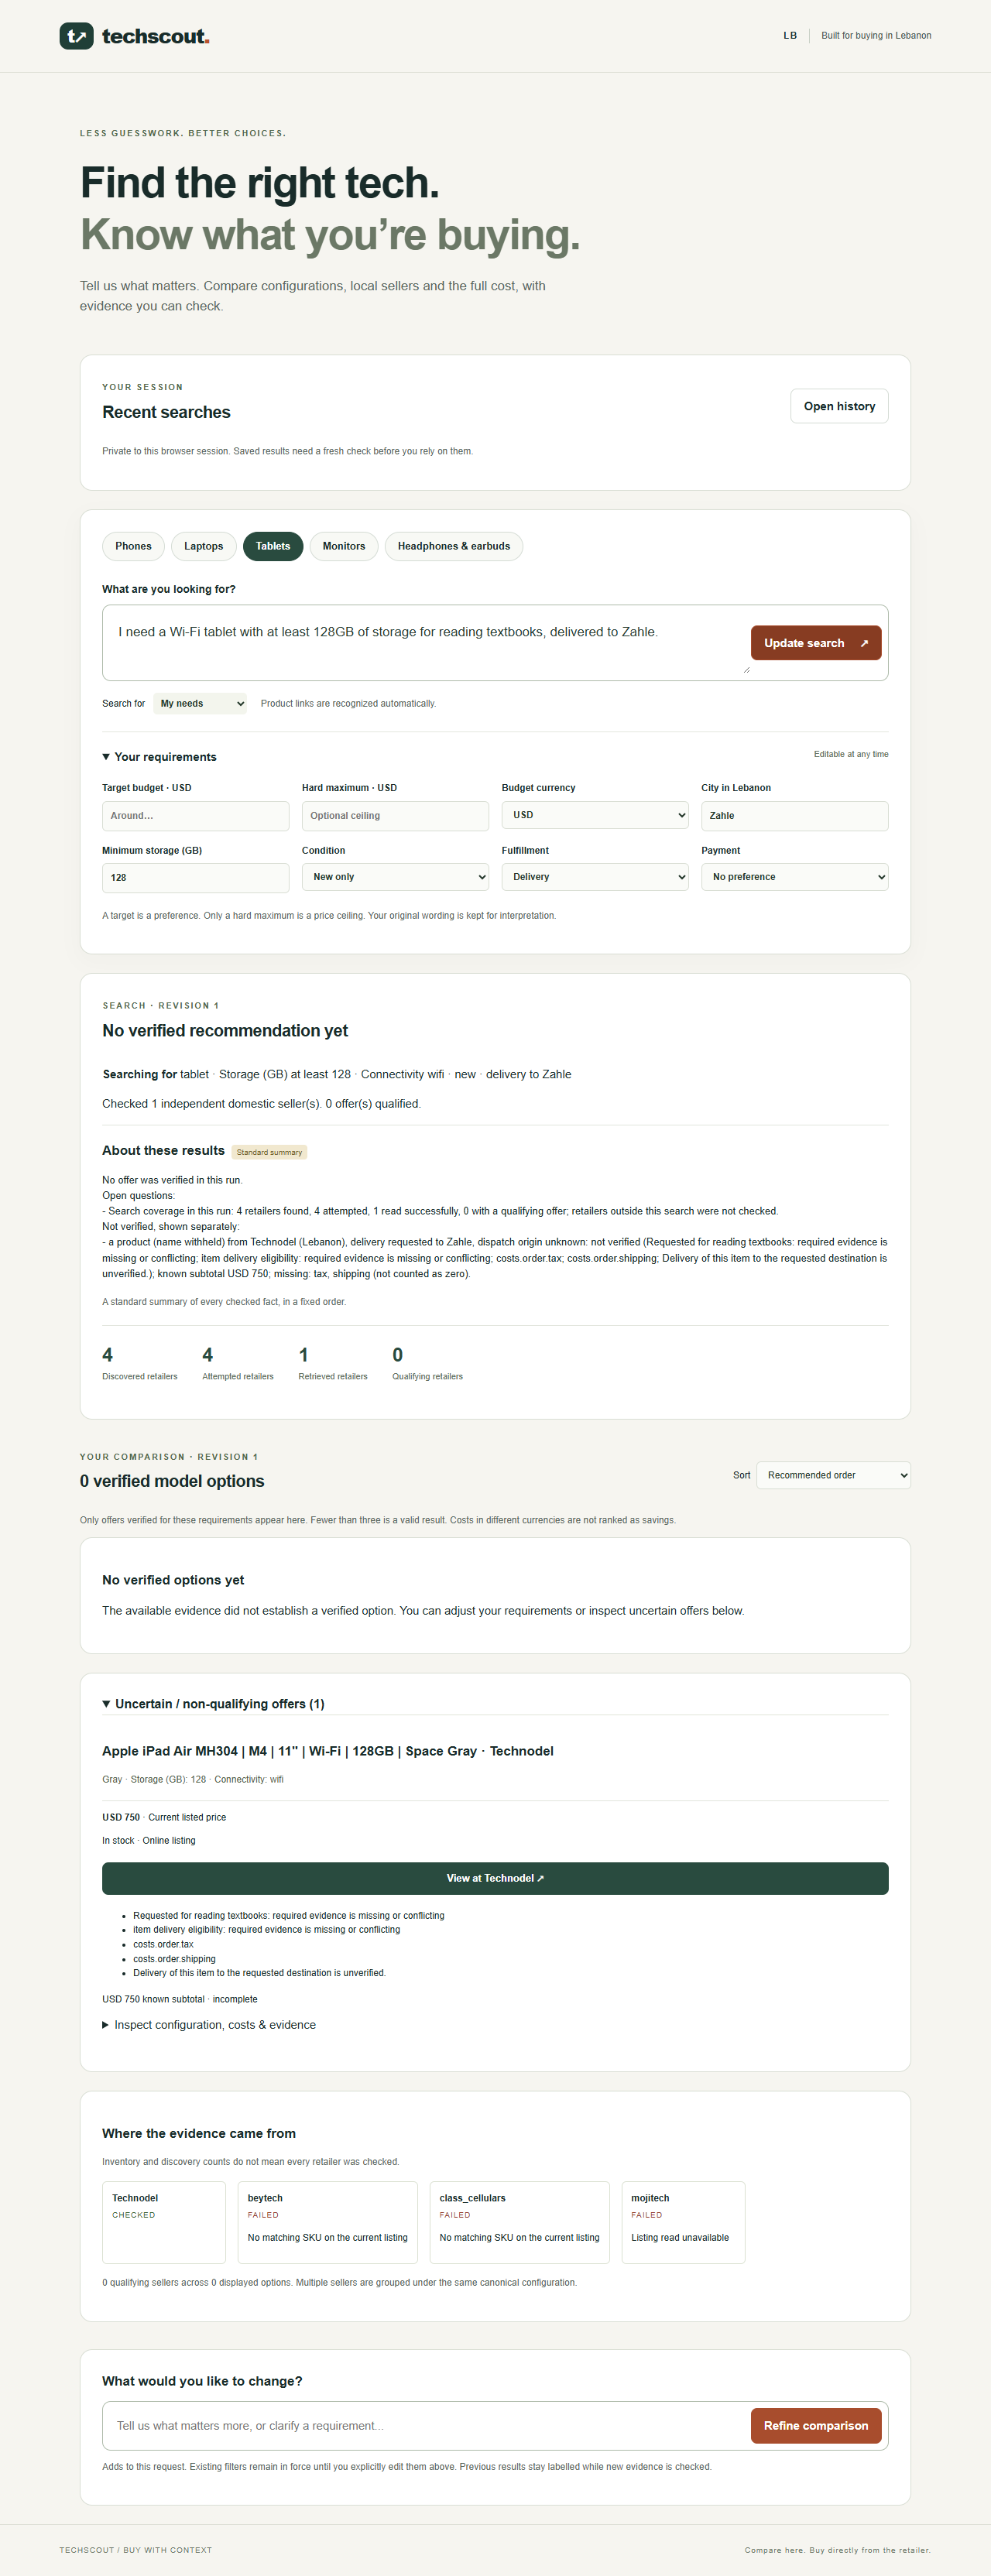 t↗ techscout.
LB Built for buying in Lebanon
LESS GUESSWORK. BETTER CHOICES.
Find the right tech.
Know what you’re buying.
Tell us what matters. Compare configurations, local sellers and the full cost, with
evidence you can check.
YOUR SESSION
Recent searches
Open history
Private to this browser session. Saved results need a fresh check before you rely on them.
Phones
Laptops
Tablets
Monitors
Headphones & earbuds
What are you looking for?
I need a Wi-Fi tablet with at least 128GB of storage for reading textbooks, delivered to Zahle.
Update search ↗
Search for My needs Product links are recognized automatically.
▼ Your requirements
Editable at any time
Target budget · USD
Hard maximum · USD
Budget currency
City in Lebanon
Around...
Optional ceiling
USD
Zahle
Minimum storage (GB)
Condition
Fulfillment
Payment
128
New only
Delivery
No preference
A target is a preference. Only a hard maximum is a price ceiling. Your original wording is kept for interpretation.
SEARCH · REVISION 1
No verified recommendation yet
Searching for tablet · Storage (GB) at least 128 · Connectivity wifi · new · delivery to Zahle
Checked 1 independent domestic seller(s). 0 offer(s) qualified.
About these results Standard summary
No offer was verified in this run.
Open questions:
- Search coverage in this run: 4 retailers found, 4 attempted, 1 read successfully, 0 with a qualifying offer; retailers outside this search were not checked.
Not verified, shown separately:
- a product (name withheld) from Technodel (Lebanon), delivery requested to Zahle, dispatch origin unknown: not verified (Requested for reading textbooks: required evidence is
missing or conflicting; item delivery eligibility: required evidence is missing or conflicting; costs.order.tax; costs.order.shipping; Delivery of this item to the requested destination is
unverified.); known subtotal USD 750; missing: tax, shipping (not counted as zero).
A standard summary of every checked fact, in a fixed order.
4
4
1
0
Discovered retailers
Attempted retailers
Retrieved retailers
Qualifying retailers
YOUR COMPARISON · REVISION 1
0 verified model options
Sort Recommended order
Only offers verified for these requirements appear here. Fewer than three is a valid result. Costs in different currencies are not ranked as savings.
No verified options yet
The available evidence did not establish a verified option. You can adjust your requirements or inspect uncertain offers below.
▼ Uncertain / non-qualifying offers (1)
Apple iPad Air MH304 | M4 | 11" | Wi-Fi | 128GB | Space Gray · Technodel
Gray · Storage (GB): 128 · Connectivity: wifi
USD 750 · Current listed price
In stock · Online listing
View at Technodel ↗
• Requested for reading textbooks: required evidence is missing or conflicting
• item delivery eligibility: required evidence is missing or conflicting
• costs.order.tax
• costs.order.shipping
• Delivery of this item to the requested destination is unverified.
USD 750 known subtotal · incomplete
▶ Inspect configuration, costs & evidence
Where the evidence came from
Inventory and discovery counts do not mean every retailer was checked.
Technodel
CHECKED
beytech
FAILED
No matching SKU on the current listing
class_cellulars
FAILED
No matching SKU on the current listing
mojitech
FAILED
Listing read unavailable
0 qualifying sellers across 0 displayed options. Multiple sellers are grouped under the same canonical configuration.
What would you like to change?
Tell us what matters more, or clarify a requirement...
Refine comparison
Adds to this request. Existing filters remain in force until you explicitly edit them above. Previous results stay labelled while new evidence is checked.
TECHSCOUT / BUY WITH CONTEXT
Compare here. Buy directly from the retailer.